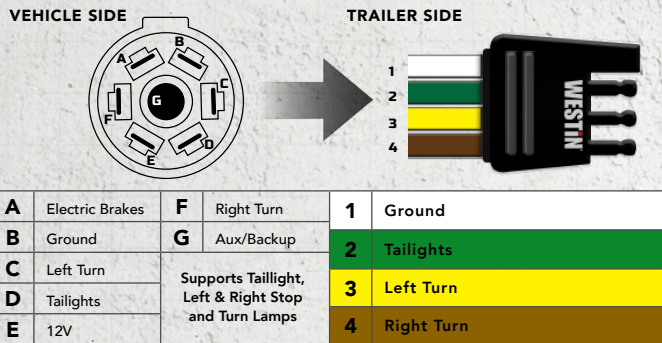 VEHICLE SIDE
TRAILER SIDE
A
B
C
D
E
F
G
1
2
3
4
WESTiN
A Electric Brakes
B Ground
C Left Turn
D Tailights
E 12V
F Right Turn
G Aux/Backup
Supports Taillight,
Left & Right Stop
and Turn Lamps
1 Ground
2 Tailights
3 Left Turn
4 Right Turn